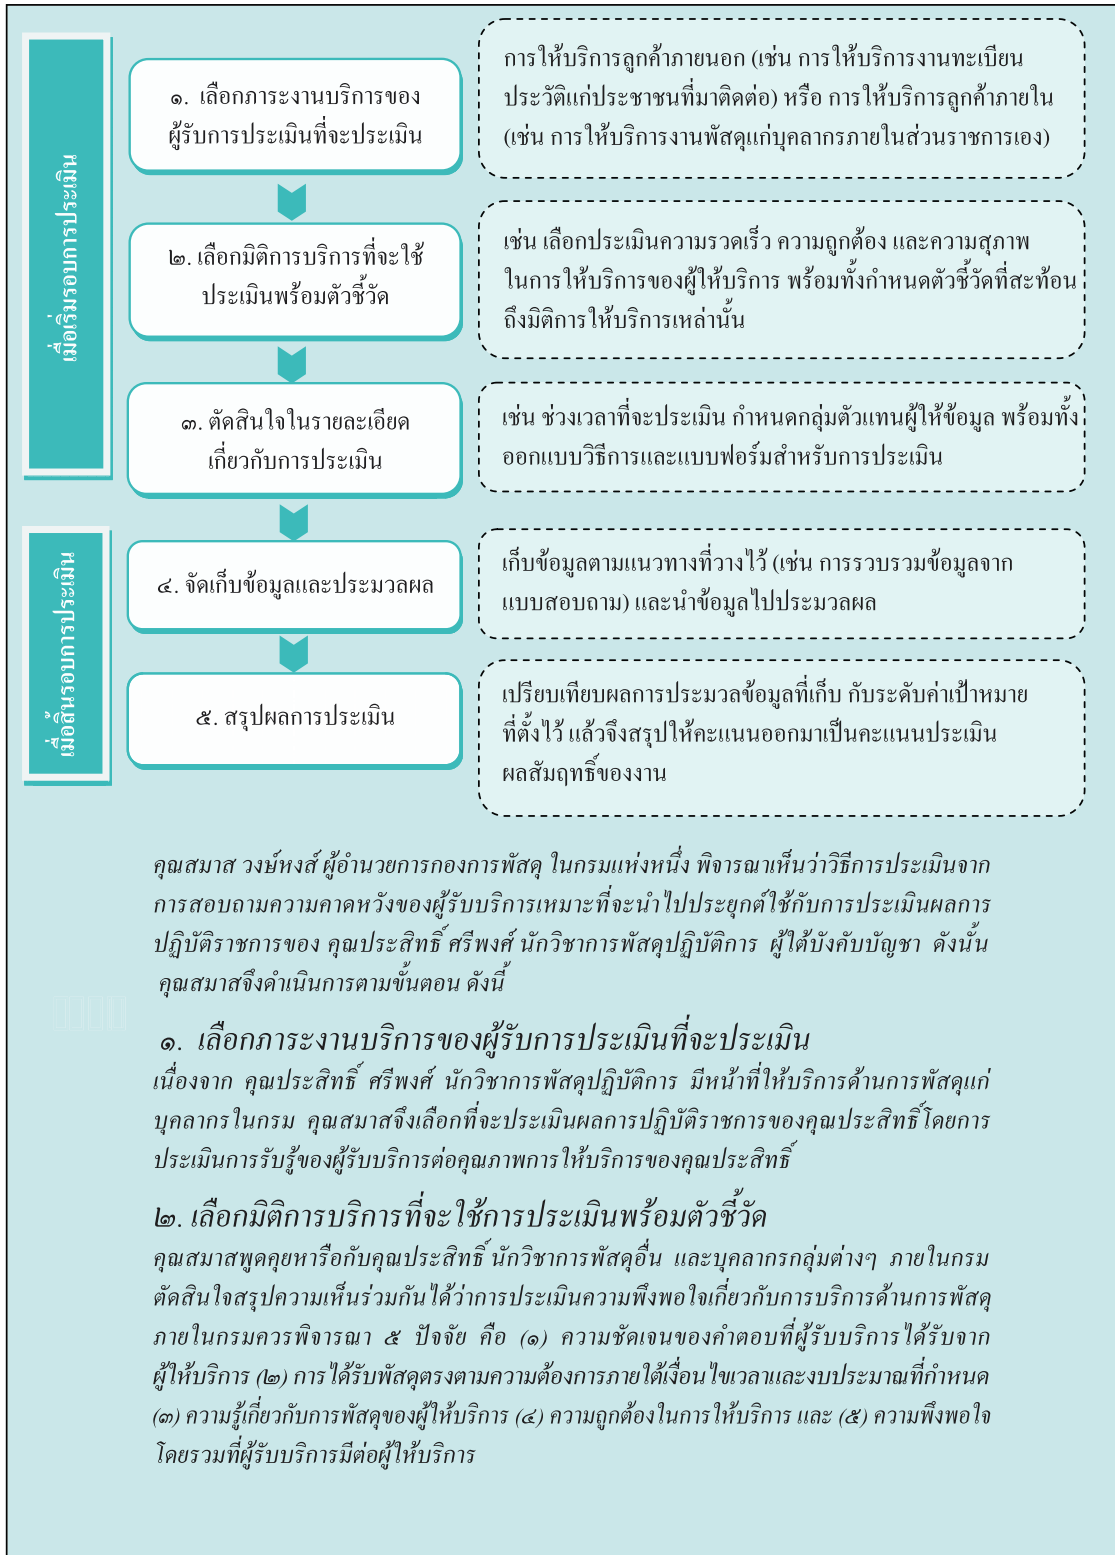 เมื่อเริ่มรอบการประเมิน
๑. เลือกภาระงานบริการของ
ผู้รับการประเมินที่จะประเมิน
การให้บริการลูกค้าภายนอก (เช่น การให้บริการงานทะเบียน
ประวัติแก่ประชาชนที่มาติดต่อ) หรือ การให้บริการลูกค้าภายใน
(เช่น การให้บริการงานพัสดุแก่บุคลากรภายในส่วนราชการเอง)
๒. เลือกมิติการบริการที่จะใช้
ประเมินพร้อมตัวชี้วัด
เช่น เลือกประเมินความรวดเร็ว ความถูกต้อง และความสุภาพ
ในการให้บริการของผู้ให้บริการ พร้อมทั้งกำหนดตัวชี้วัดที่สะท้อน
ถึงมิติการให้บริการเหล่านั้น
๓. ตัดสินใจในรายละเอียด
เกี่ยวกับการประเมิน
เช่น ช่วงเวลาที่จะประเมิน กำหนดกลุ่มตัวแทนผู้ให้ข้อมูล พร้อมทั้ง
ออกแบบวิธีการและแบบฟอร์มสำหรับการประเมิน
เมื่อสิ้นรอบการประเมิน
๔. จัดเก็บข้อมูลและประมวลผล
เก็บข้อมูลตามแนวทางที่วางไว้ (เช่น การรวบรวมข้อมูลจาก
แบบสอบถาม) และนำข้อมูลไปประมวลผล
๕. สรุปผลการประเมิน
เปรียบเทียบผลการประมวลข้อมูลที่เก็บ กับระดับค่าเป้าหมาย
ที่ตั้งไว้ แล้วจึงสรุปให้คะแนนออกมาเป็นคะแนนประเมิน
ผลสัมฤทธิ์ของงาน
คุณสมาส วงษ์หงส์ ผู้อำนวยการกองการพัสดุ ในกรมแห่งหนึ่ง พิจารณาเห็นว่าวิธีการประเมินจาก
การสอบถามความคาดหวังของผู้รับบริการเหมาะที่จะนำไปประยุกต์ใช้กับการประเมินผลการ
ปฏิบัติราชการของ คุณประสิทธิ์ ศรีพงศ์ นักวิชาการพัสดุปฏิบัติการ ผู้ใต้บังคับบัญชา ดังนั้น
คุณสมาสจึงดำเนินการตามขั้นตอน ดังนี้
๑. เลือกภาระงานบริการของผู้รับการประเมินที่จะประเมิน
เนื่องจาก คุณประสิทธิ์ ศรีพงศ์ นักวิชาการพัสดุปฏิบัติการ มีหน้าที่ให้บริการด้านการพัสดุแก่
บุคลากรในกรม คุณสมาสจึงเลือกที่จะประเมินผลการปฏิบัติราชการของคุณประสิทธิ์โดยการ
ประเมินการรับรู้ของผู้รับบริการต่อคุณภาพการให้บริการของคุณประสิทธิ์
๒. เลือกมิติการบริการที่จะใช้การประเมินพร้อมตัวชี้วัด
คุณสมาสพูดคุยหารือกับคุณประสิทธิ์ นักวิชาการพัสดุอื่น และบุคลากรกลุ่มต่างๆ ภายในกรม
ตัดสินใจสรุปความเห็นร่วมกันได้ว่าการประเมินความพึงพอใจเกี่ยวกับการบริการด้านการพัสดุ
ภายในกรมควรพิจารณา ๕ ปัจจัย คือ (๑) ความชัดเจนของคำตอบที่ผู้รับบริการได้รับจาก
ผู้ให้บริการ (๒) การได้รับพัสดุตรงตามความต้องการภายใต้เงื่อนไขเวลาและงบประมาณที่กำหนด
(๓) ความรู้เกี่ยวกับการพัสดุของผู้ให้บริการ (๔) ความถูกต้องในการให้บริการ และ (๕) ความพึงพอใจ
โดยรวมที่ผู้รับบริการมีต่อผู้ให้บริการ